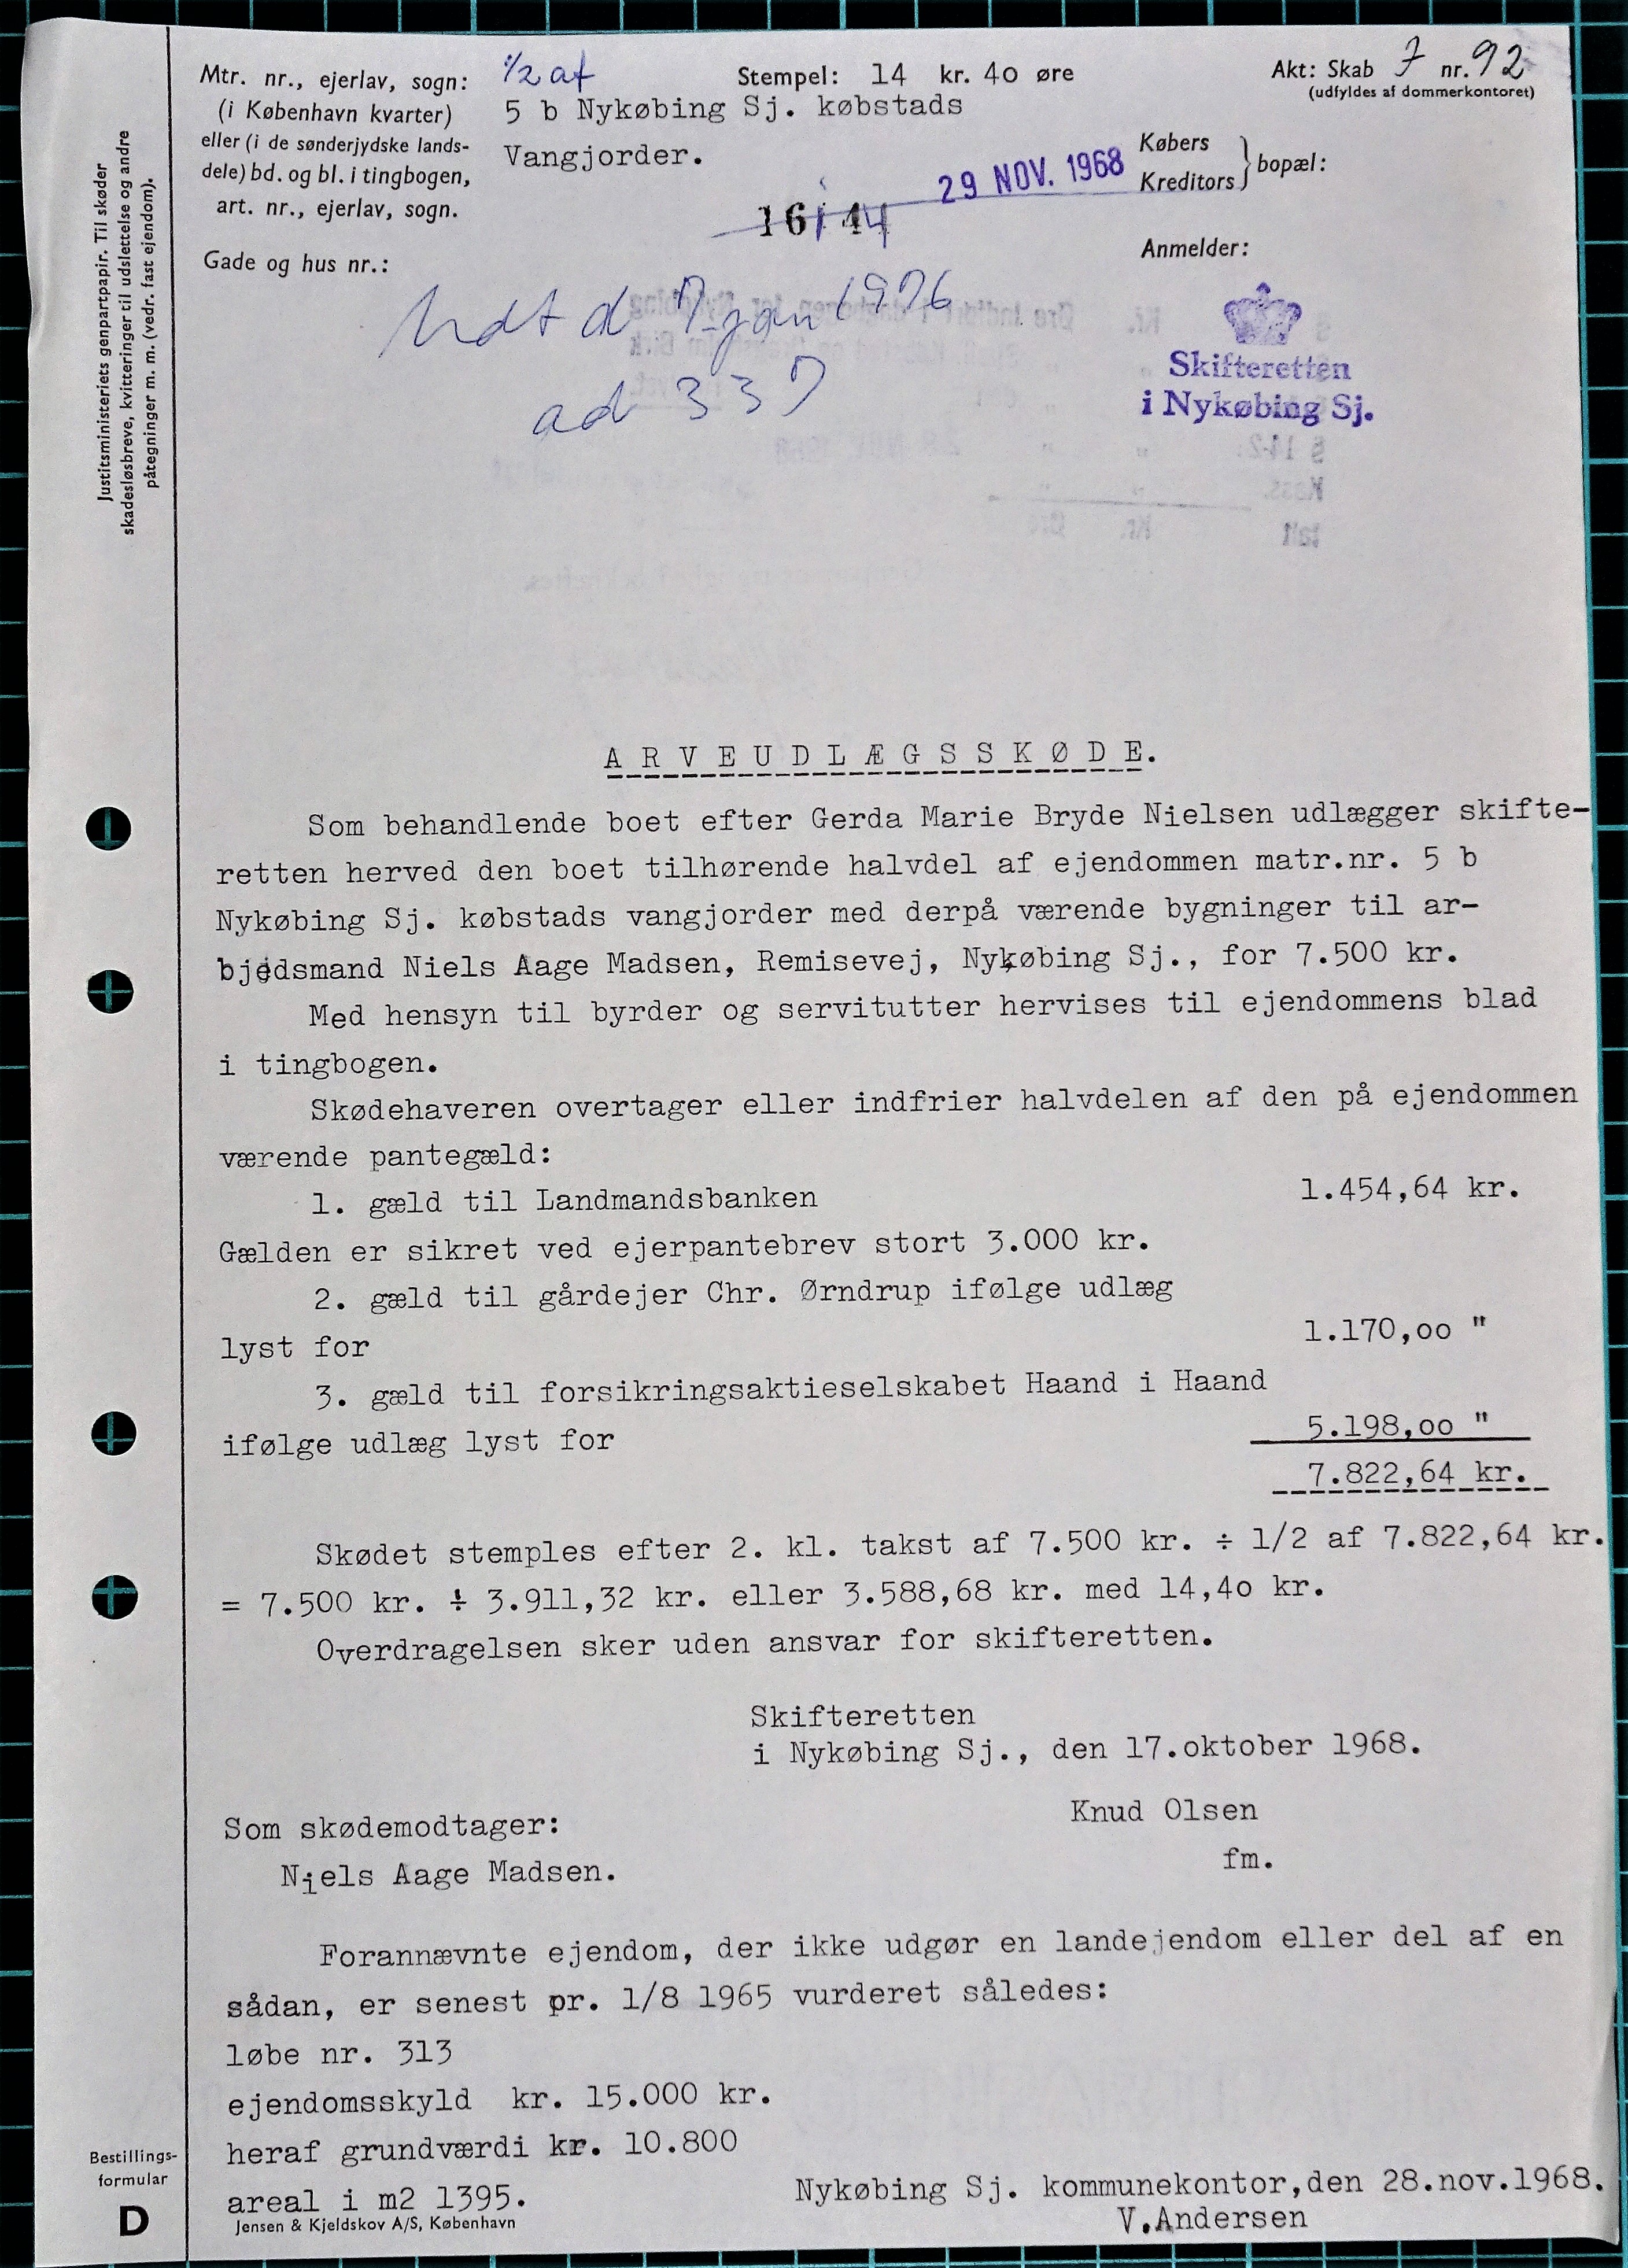 Justitsministeriets genpartpapir. Til skøder
skadesløsbreve, kvitteringer til udslettelse og andre
påtegninger m. m. (vedr. fast ejendom).
Mtr. nr., ejerlav, sogn: 1/2 af
(i København kvarter) 5 b Nykøbing Sj. købstads
eller (i de sønderjydske lands- Vangjorder.
dele) bd. og bl. i tingbogen,
art. nr., ejerlav, sogn.
Gade og hus nr.:
Stempel: 14 kr. 4o øre
Akt: Skab 7 nr. 92
(udfyldes af dommerkontoret)
Købers
Kreditors } bopæl:
29 NOV. 1968
Anmelder:
Skifteretten
i Nykøbing Sj.
d 7 jan 1976
ad 337
A R V E U D L Æ G S S K Ø D E.
Som behandlende boet efter Gerda Marie Bryde Nielsen udlægger skifte-
retten herved den boet tilhørende halvdel af ejendommen matr.nr. 5 b
Nykøbing Sj. købstads vangjorder med derpå værende bygninger til ar-
bjedsmand Niels Aage Madsen, Remisevej, Nykøbing Sj., for 7.500 kr.
Med hensyn til byrder og servitutter hervises til ejendommens blad
i tingbogen.
Skødehaveren overtager eller indfrier halvdelen af den på ejendommen
værende pantegæld:
1. gæld til Landmandsbanken 1.454,64 kr.
Gælden er sikret ved ejerpantebrev stort 3.000 kr.
2. gæld til gårdejer Chr. Ørndrup ifølge udlæg
lyst for 1.170,oo "
3. gæld til forsikringsaktieselskabet Haand i Haand
ifølge udlæg lyst for 5.198,oo "
7.822,64 kr.
Skødet stemples efter 2. kl. takst af 7.500 kr. ÷ 1/2 af 7.822,64 kr.
= 7.500 kr. ÷ 3.911,32 kr. eller 3.588,68 kr. med 14,4o kr.
Overdragelsen sker uden ansvar for skifteretten.
Skifteretten
i Nykøbing Sj., den 17.oktober 1968.
Knud Olsen
fm.
Som skødemodtager:
Niels Aage Madsen.
Forannævnte ejendom, der ikke udgør en landejendom eller del af en
sådan, er senest pr. 1/8 1965 vurderet således:
løbe nr. 313
ejendomsskyld kr. 15.000 kr.
heraf grundværdi kr. 10.800
areal i m2 1395.
Nykøbing Sj. kommunekontor,den 28.nov.1968.
V.Andersen
Bestillings-
formular
D
Jensen & Kjeldskov A/S, København